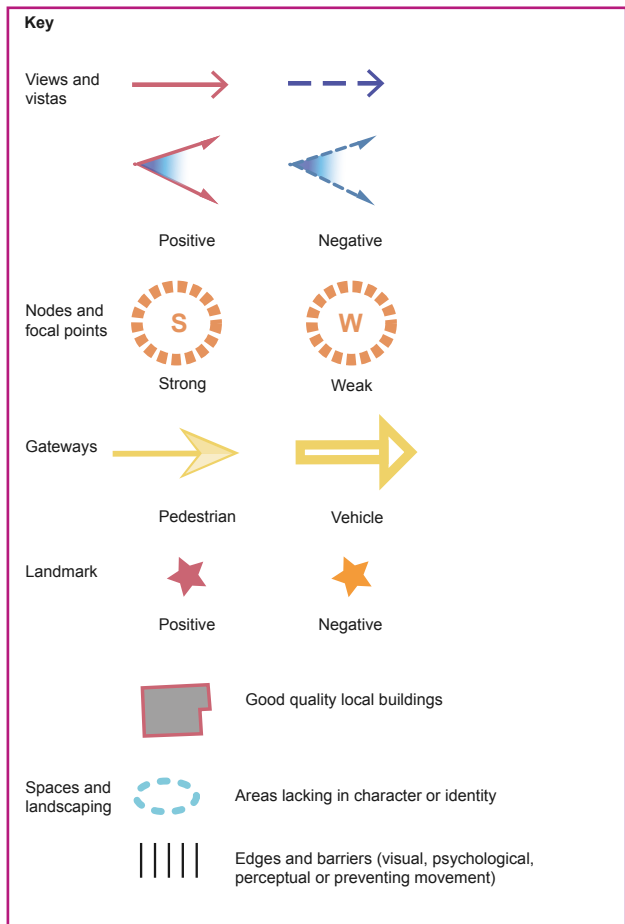 Key
Views and
vistas
Positive
Negative
Nodes and
focal points
S
W
Strong
Weak
Gateways
Pedestrian
Vehicle
Landmark
Positive
Negative
Good quality local buildings
Spaces and
landscaping
Areas lacking in character or identity
Edges and barriers (visual, psychological,
perceptual or preventing movement)